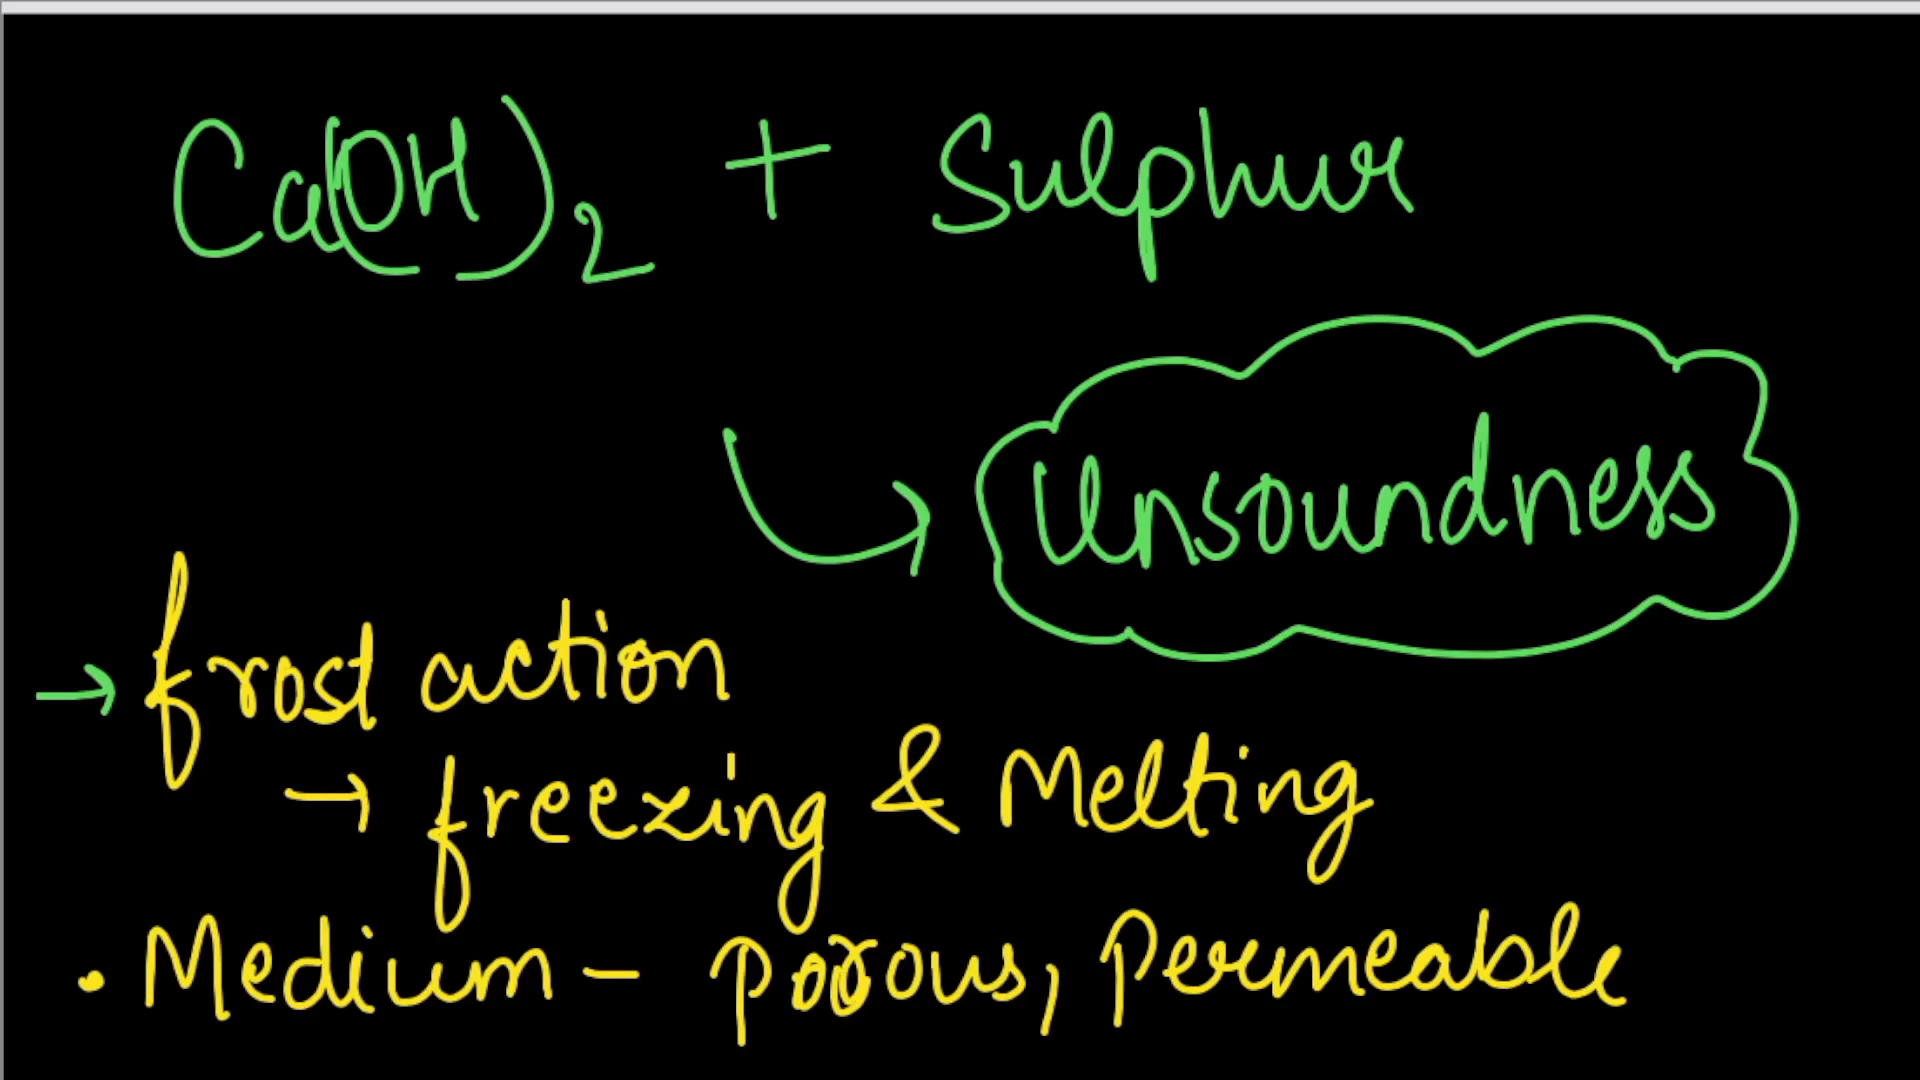 Ca(OH)2 + Sulphur
Unsoundness
→ frost action
→ freezing & Melting
• Medium - porous, Permeable